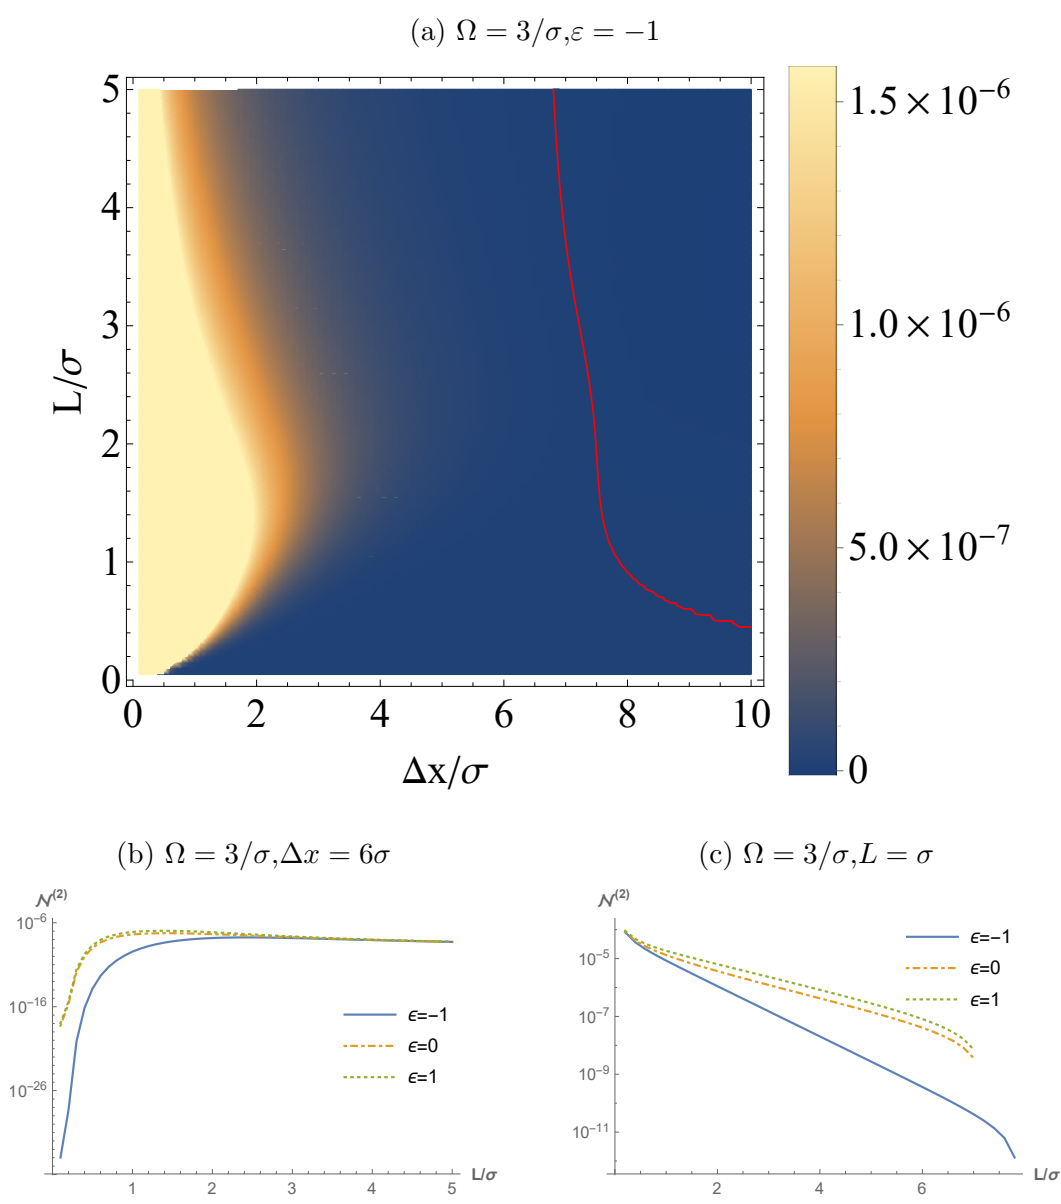 (a) Ω = 3/σ,ε = −1
5
4
3
2
1
0
L/σ
0 2 4 6 8 10
Δx/σ
1.5×10⁻⁶
1.0×10⁻⁶
5.0×10⁻⁷
0
(b) Ω = 3/σ,Δx = 6σ
𝒩⁽²⁾
10⁻⁶
10⁻¹⁶
10⁻²⁶
ϵ=-1
ϵ=0
ϵ=1
1 2 3 4 5
L/σ
(c) Ω = 3/σ,L = σ
𝒩⁽²⁾
10⁻⁵
10⁻⁷
10⁻⁹
10⁻¹¹
ϵ=-1
ϵ=0
ϵ=1
2 4 6
L/σ